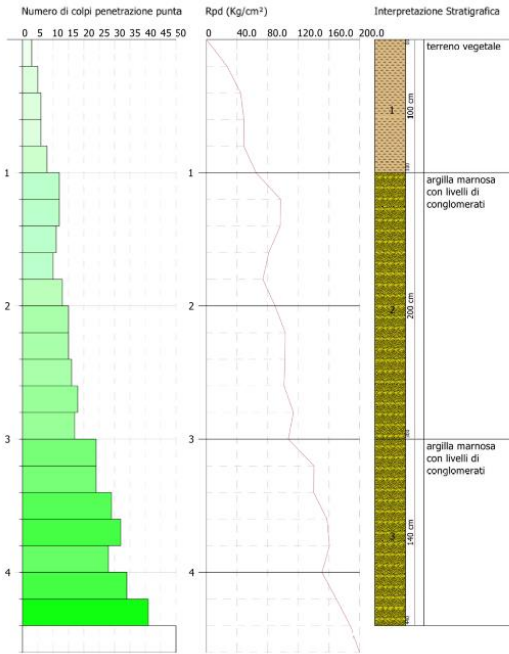 Numero di colpi penetrazione punta
0 5 10 15 20 25 30 35 40 45 50
Rpd (Kg/cm²)
0 40.0 80.0 120.0 160.0 200.0
Interpretazione Stratigrafica
terreno vegetale
1
100 cm
1
argilla marnosa
con livelli di
conglomerati
2
2
200 cm
3
argilla marnosa
con livelli di
conglomerati
3
140 cm
4